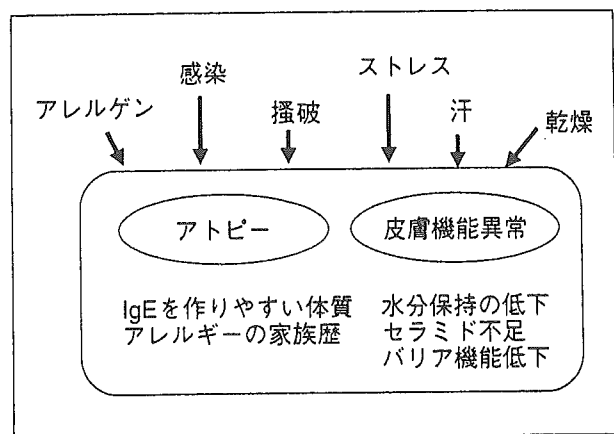 感染
ストレス
アレルゲン
搔破
汗
乾燥
アトピー
皮膚機能異常
IgEを作りやすい体質
アレルギーの家族歴
水分保持の低下
セラミド不足
バリア機能低下